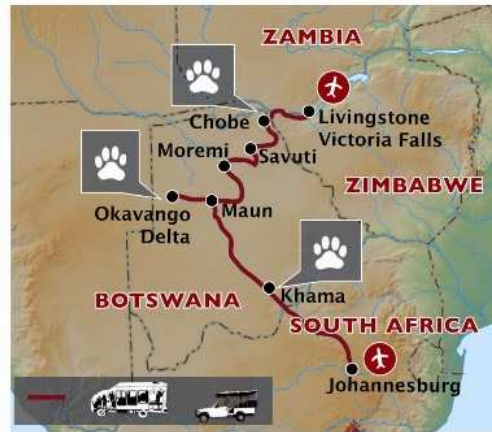 ZAMBIA
Chobe
Livingstone
Victoria Falls
Moremi
Savuti
ZIMBABWE
Okavango
Delta
Maun
Khama
BOTSWANA
SOUTH AFRICA
Johannesburg